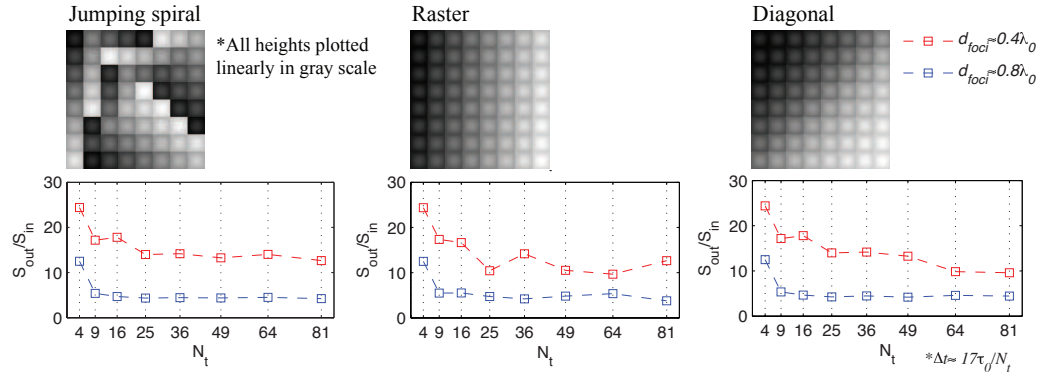 Jumping spiral
*All heights plotted
linearly in gray scale
Raster
Diagonal
d_foci≈0.4λ_0
d_foci≈0.8λ_0
S_out/S_in
30
20
10
0
4 9 16 25 36 49 64 81
N_t
S_out/S_in
30
20
10
0
4 9 16 25 36 49 64 81
N_t
S_out/S_in
30
20
10
0
4 9 16 25 36 49 64 81
N_t
*Δt≈ 17τ_0/N_t